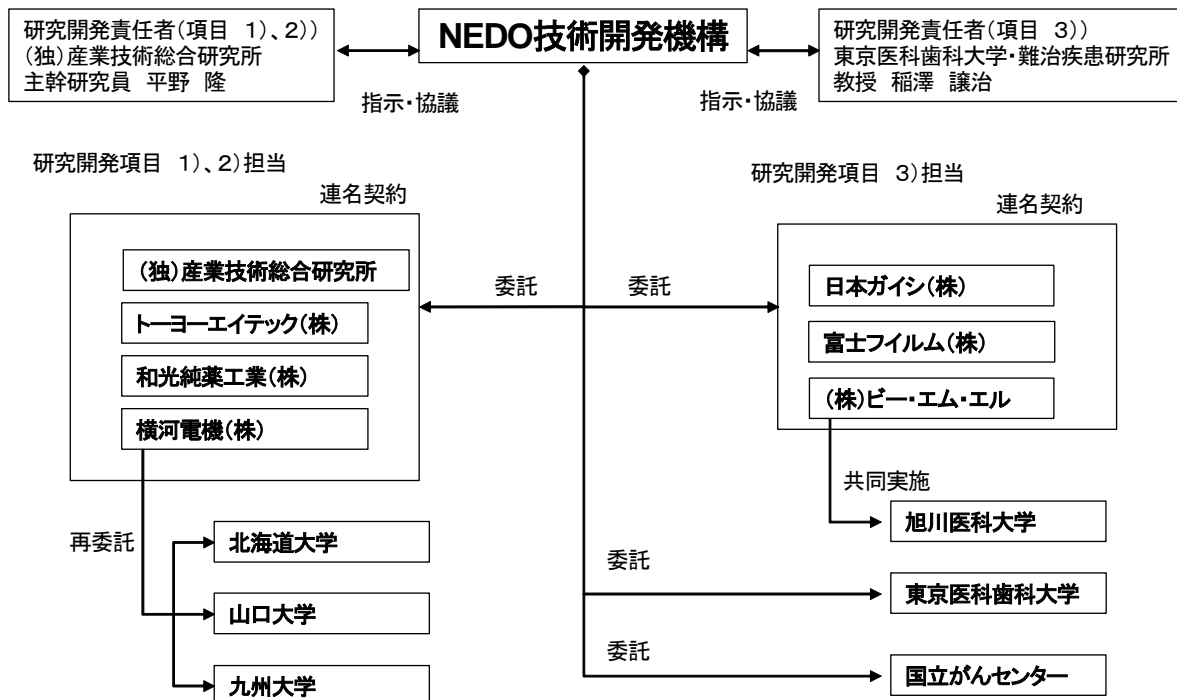 研究開発責任者(項目 1)、2))
(独)産業技術総合研究所
主幹研究員 平野 隆
NEDO技術開発機構
研究開発責任者(項目 3))
東京医科歯科大学・難治疾患研究所
教授 稲澤 譲治
指示・協議
指示・協議
研究開発項目 1)、2)担当
連名契約
研究開発項目 3)担当
連名契約
(独)産業技術総合研究所
トーヨーエイテック(株)
和光純薬工業(株)
横河電機(株)
委託
委託
日本ガイシ(株)
富士フイルム(株)
(株)ビー・エム・エル
共同実施
旭川医科大学
再委託
北海道大学
山口大学
九州大学
委託
東京医科歯科大学
委託
国立がんセンター